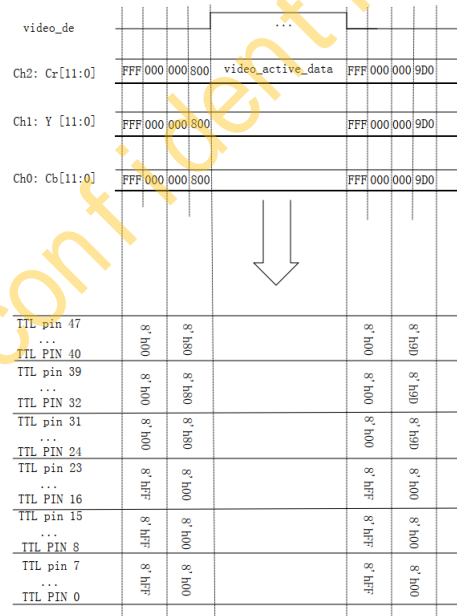 video_de
...
Ch2: Cr[11:0] FFF 000 000 800 video_active_data FFF 000 000 9D0
Ch1: Y [11:0] FFF 000 000 800 FFF 000 000 9D0
Ch0: Cb[11:0] FFF 000 000 800 FFF 000 000 9D0
TTL pin 47
... 8'h00 8'h80 8'h00 8'h9D
TTL PIN 40
TTL pin 39
... 8'h00 8'h80 8'h00 8'h9D
TTL PIN 32
TTL pin 31
... 8'h00 8'h80 8'h00 8'h9D
TTL PIN 24
TTL pin 23
... 8'hFF 8'h00 8'hFF 8'h00
TTL PIN 16
TTL pin 15
... 8'hFF 8'h00 8'hFF 8'h00
TTL PIN 8
TTL pin 7
... 8'hFF 8'h00 8'hFF 8'h00
TTL PIN 0
confident